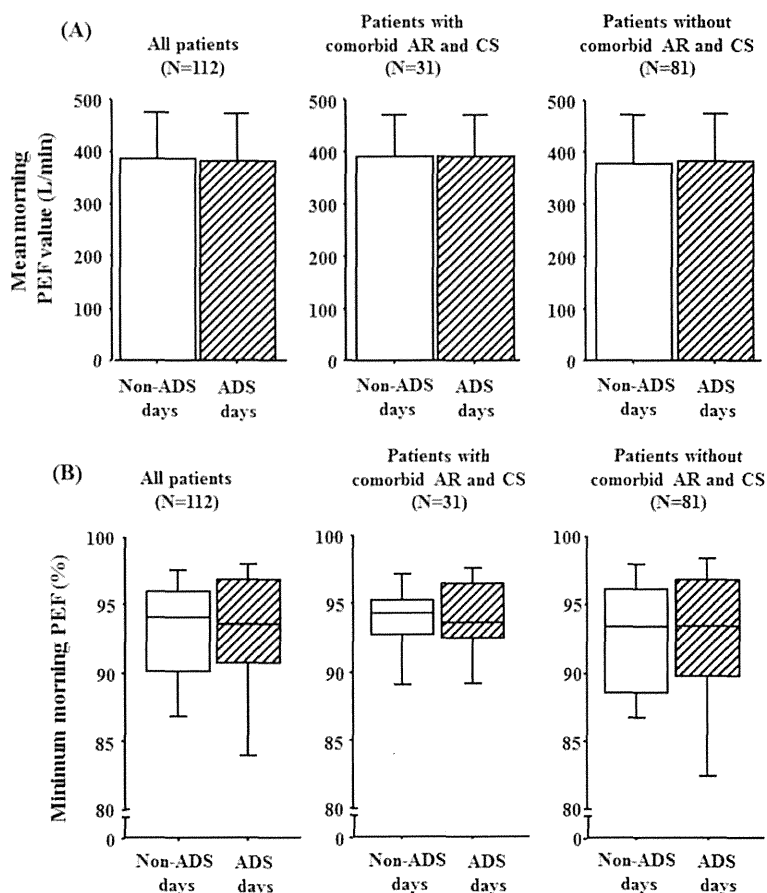 (A)
All patients
(N=112)
Patients with
comorbid AR and CS
(N=31)
Patients without
comorbid AR and CS
(N=81)
Mean morning
PEF value (L/min)
500
400
300
200
100
0
Non-ADS
days
ADS
days
500
400
300
200
100
0
Non-ADS
days
ADS
days
500
400
300
200
100
0
Non-ADS
days
ADS
days
(B)
All patients
(N=112)
Patients with
comorbid AR and CS
(N=31)
Patients without
comorbid AR and CS
(N=81)
Minimum morning PEF (%)
100
95
90
85
80
0
Non-ADS
days
ADS
days
100
95
90
85
80
0
Non-ADS
days
ADS
days
100
95
90
85
80
0
Non-ADS
days
ADS
days